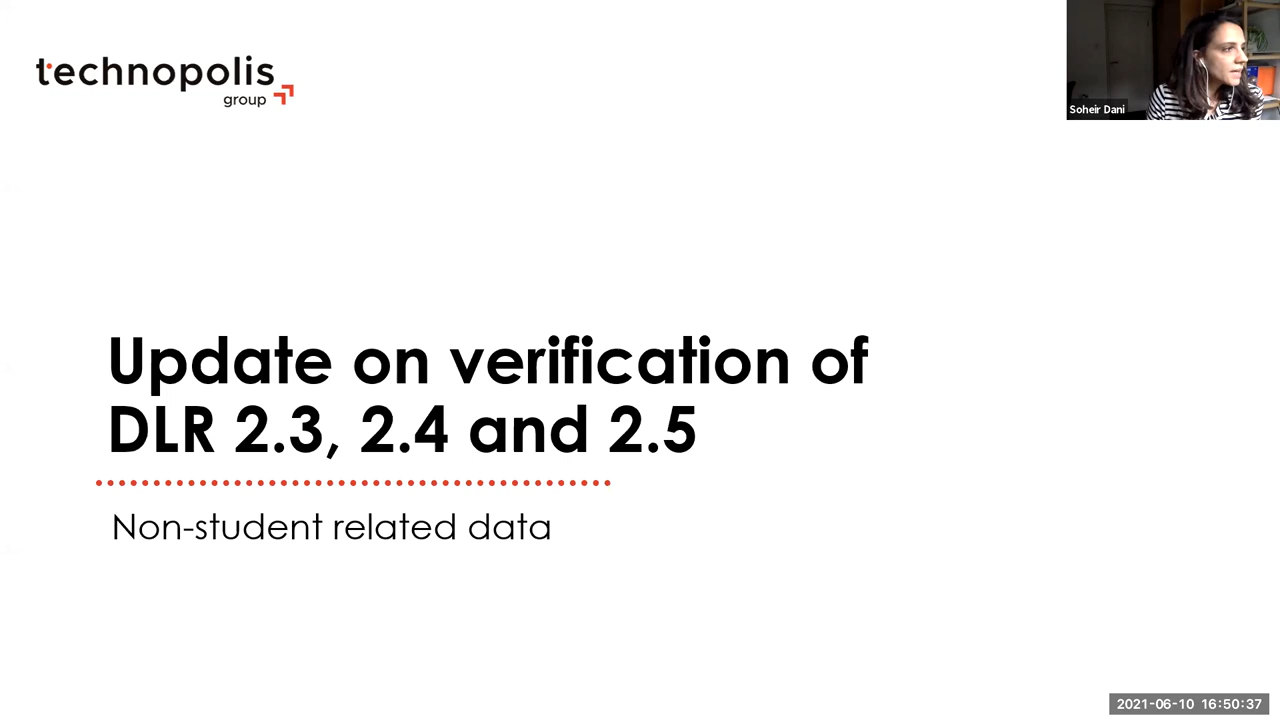 technopolis
group
Soheir Dani
Update on verification of
DLR 2.3, 2.4 and 2.5
Non-student related data
2021-06-10 16:50:37